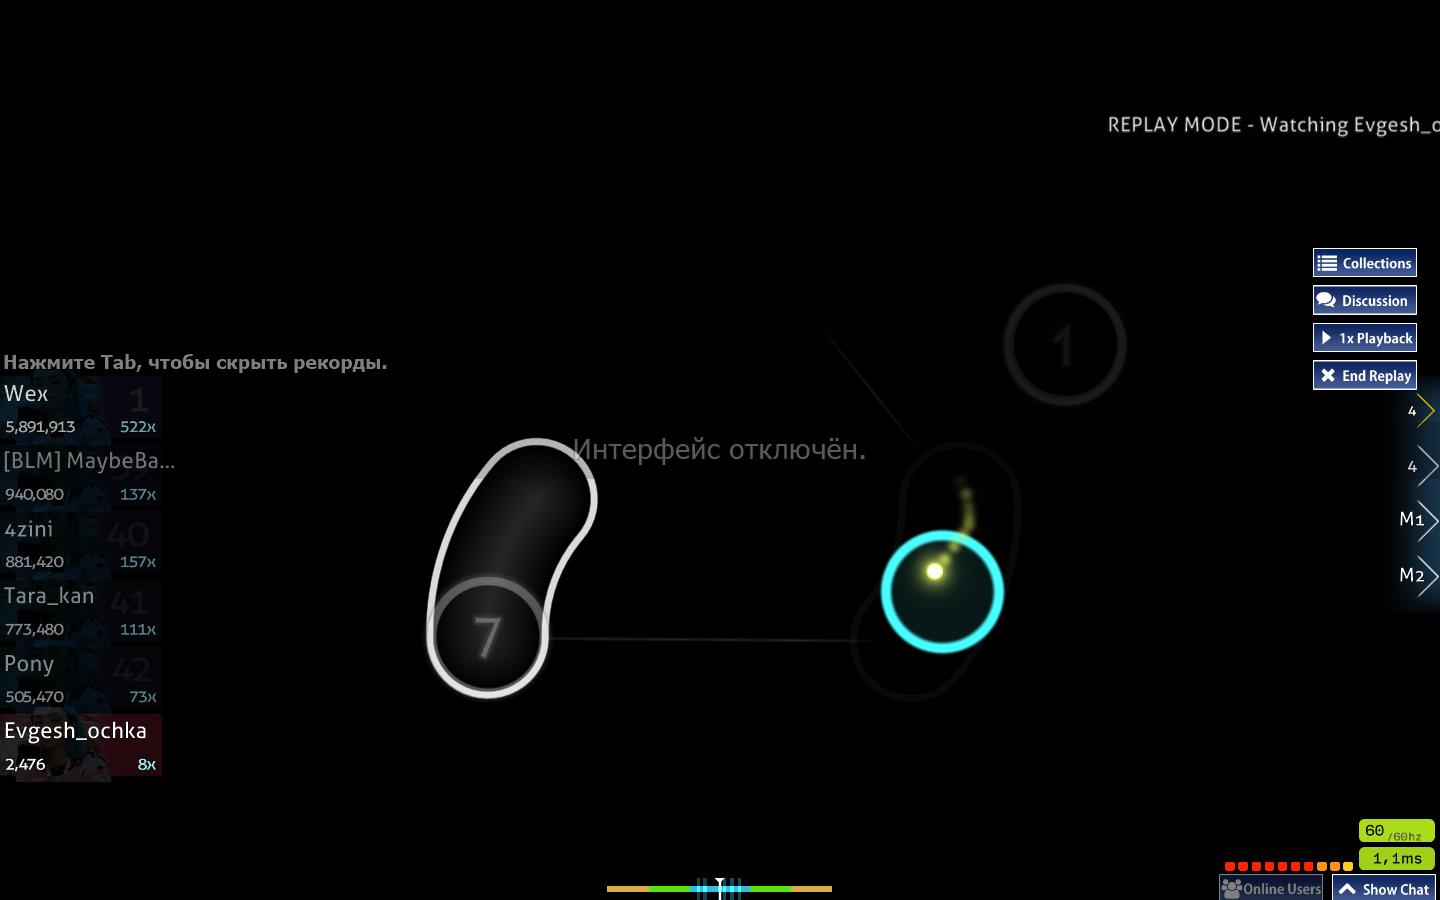 REPLAY MODE - Watching Evgesh_o
Collections
Discussion
1x Playback
End Replay
1
Нажмите Tab, чтобы скрыть рекорды.
Wex
1
5,891,913 522x
[BLM] MaybeBa...
39
940,080 137x
4zini
40
881,420 157x
Tara_kan
41
773,480 111x
Pony
42
505,470 73x
Evgesh_ochka
2,476 8x
Интерфейс отключён.
7
4
4
M1
M2
60 /60hz
1,1ms
Online Users
Show Chat